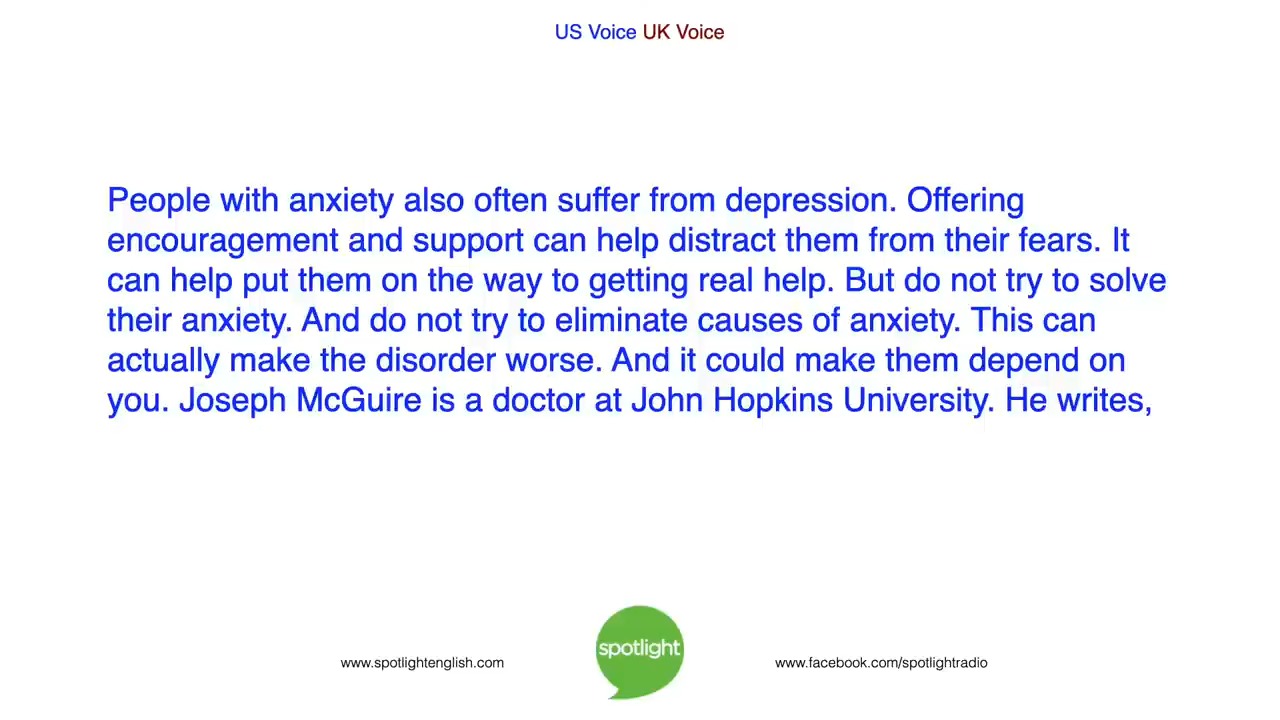 US Voice UK Voice
People with anxiety also often suffer from depression. Offering
encouragement and support can help distract them from their fears. It
can help put them on the way to getting real help. But do not try to solve
their anxiety. And do not try to eliminate causes of anxiety. This can
actually make the disorder worse. And it could make them depend on
you. Joseph McGuire is a doctor at John Hopkins University. He writes,
spotlight
www.spotlightenglish.com
www.facebook.com/spotlightradio